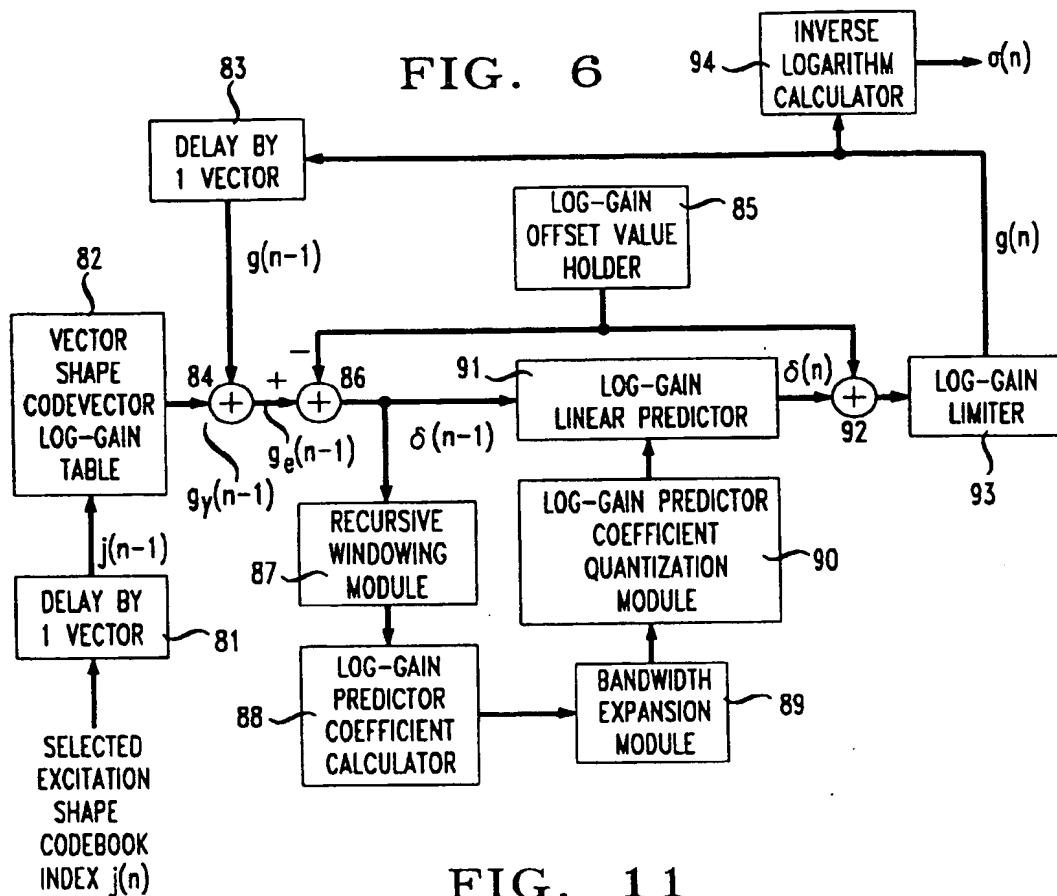 FIG. 6
94
INVERSE
LOGARITHM
CALCULATOR
σ(n)
83
DELAY BY
1 VECTOR
g(n-1)
LOG-GAIN
OFFSET VALUE
HOLDER
85
g(n)
82
VECTOR
SHAPE
CODEVECTOR
LOG-GAIN
TABLE
84
+
+
g_y(n-1)
g_e(n-1)
−
86
+
δ(n-1)
91
LOG-GAIN
LINEAR PREDICTOR
δ(n)
+
92
LOG-GAIN
LIMITER
93
j(n-1)
DELAY BY
1 VECTOR
81
RECURSIVE
WINDOWING
MODULE
87
LOG-GAIN PREDICTOR
COEFFICIENT
QUANTIZATION
MODULE
90
LOG-GAIN
PREDICTOR
COEFFICIENT
CALCULATOR
88
BANDWIDTH
EXPANSION
MODULE
89
SELECTED
EXCITATION
SHAPE
CODEBOOK
INDEX j(n)
FIG. 11